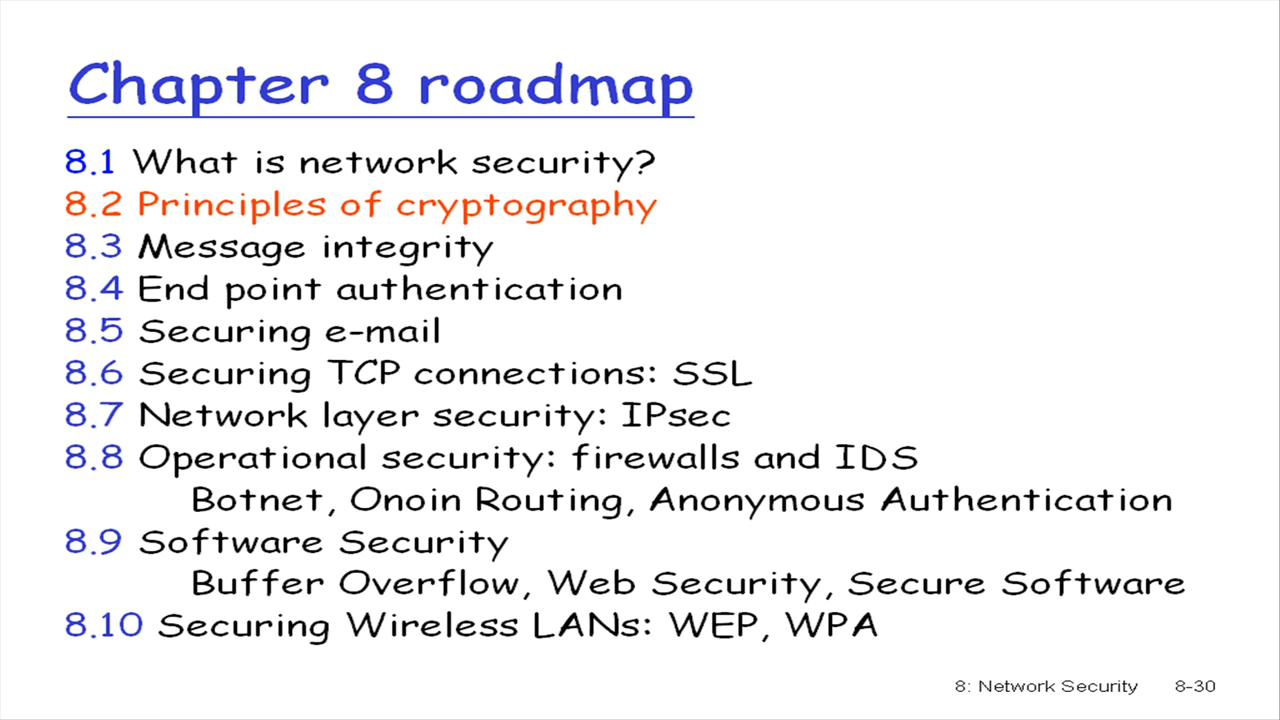 Chapter 8 roadmap
8.1 What is network security?
8.2 Principles of cryptography
8.3 Message integrity
8.4 End point authentication
8.5 Securing e-mail
8.6 Securing TCP connections: SSL
8.7 Network layer security: IPsec
8.8 Operational security: firewalls and IDS
Botnet, Onoin Routing, Anonymous Authentication
8.9 Software Security
Buffer Overflow, Web Security, Secure Software
8.10 Securing Wireless LANs: WEP, WPA
8: Network Security 8-30